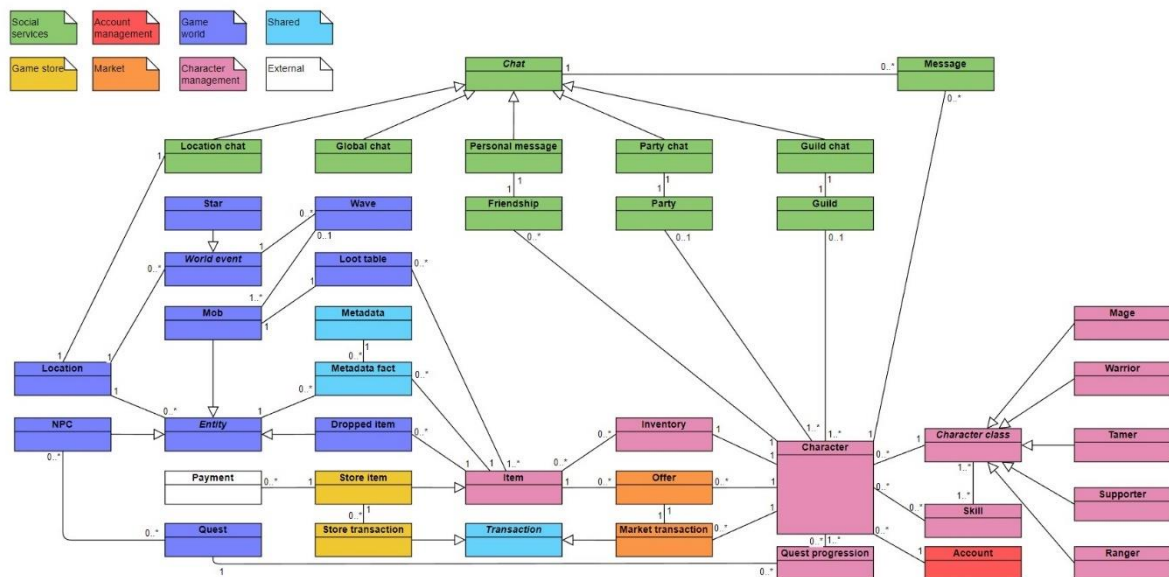 Social
services
Account
management
Game
world
Shared
Game store
Market
Character
management
External
Chat
1
0..*
Message
0..*
Location chat
Global chat
Personal message
Party chat
Guild chat
1
1
1
1
1
1
1
Star
Wave
Friendship
Party
Guild
0..*
0..1
0..*
0..1
0..1
World event
1
Loot table
0..*
0..*
1
1..*
Mob
1
Metadata
1
0..*
Mage
Location
1
1
Metadata fact
0..*
Warrior
1
0..*
1
0..*
NPC
Entity
Dropped item
0..*
Inventory
1
1..*
1..*
1
Character
Character class
Tamer
0..*
1
1
1..*
0..*
1
1
0..*
1
1..*
Payment
0..*
1
Store item
Item
1
0..*
Offer
0..*
1
0..*
1..*
Supporter
0..*
1
1
0..*
Skill
Quest
0..*
Store transaction
Transaction
Market transaction
0..*
1
1..*
0..*
1
Quest progression
Account
Ranger
1
0..*